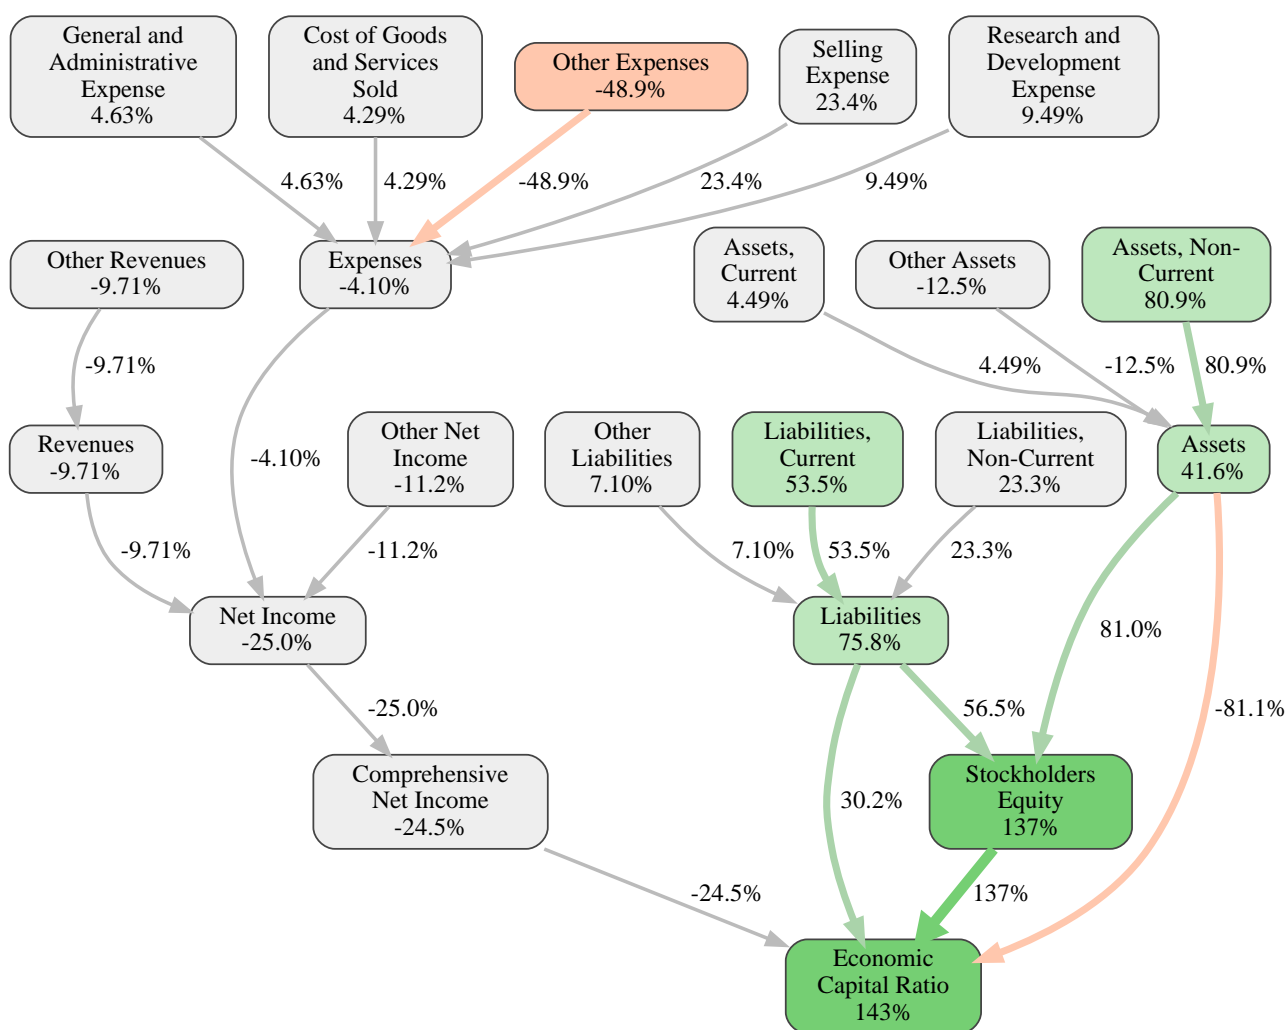 General and
Administrative
Expense
4.63%
Cost of Goods
and Services
Sold
4.29%
Other Expenses
-48.9%
Selling
Expense
23.4%
Research and
Development
Expense
9.49%
4.63%
4.29%
-48.9%
23.4%
9.49%
Other Revenues
-9.71%
Expenses
-4.10%
Assets,
Current
4.49%
Other Assets
-12.5%
Assets, Non-
Current
80.9%
-9.71%
4.49%
-12.5%
80.9%
Revenues
-9.71%
-4.10%
Other Net
Income
-11.2%
Other
Liabilities
7.10%
Liabilities,
Current
53.5%
Liabilities,
Non-Current
23.3%
Assets
41.6%
-9.71%
-11.2%
7.10%
53.5%
23.3%
Net Income
-25.0%
Liabilities
75.8%
81.0%
-25.0%
56.5%
-81.1%
Comprehensive
Net Income
-24.5%
30.2%
Stockholders
Equity
137%
-24.5%
137%
Economic
Capital Ratio
143%